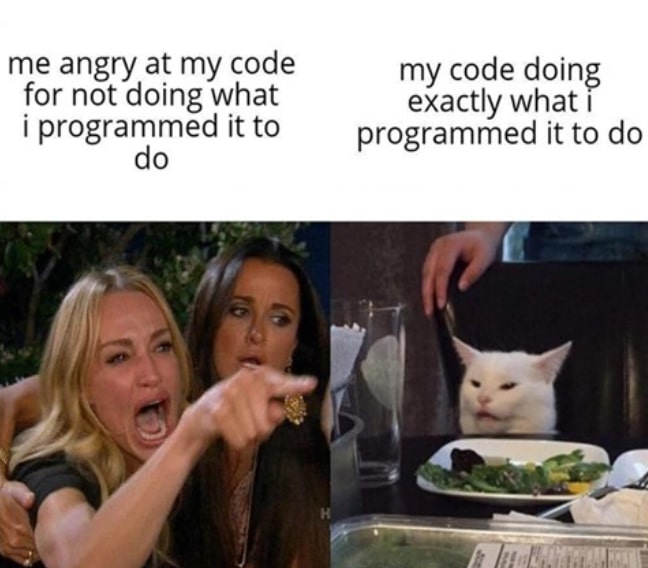 me angry at my code
for not doing what
i programmed it to
do
my code doing
exactly what i
programmed it to do
H